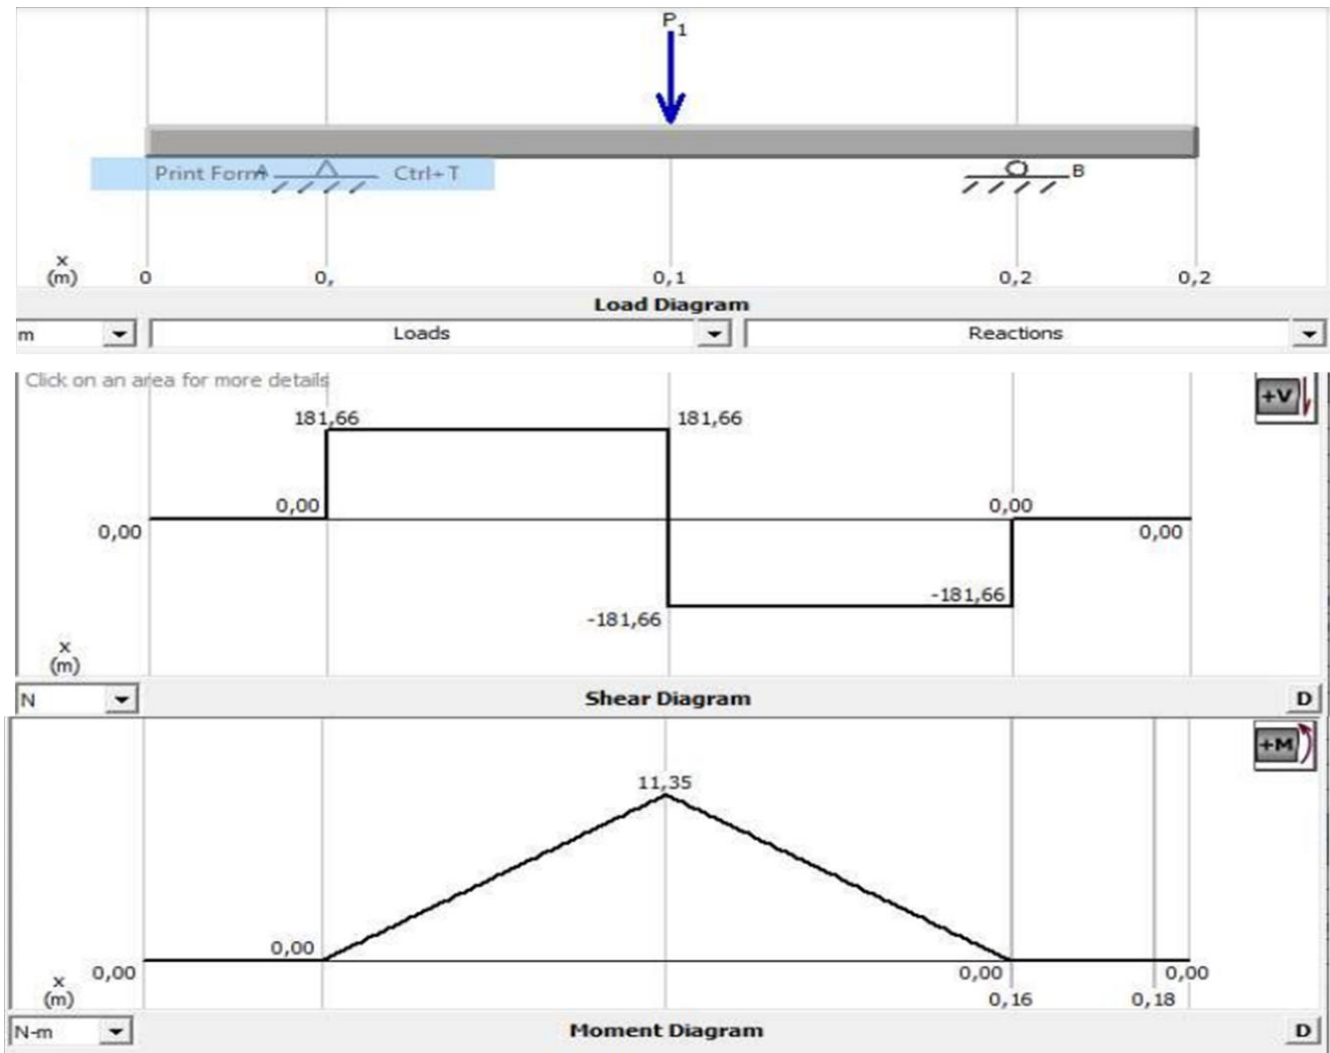 P1
Print Form A Ctrl+T B
x
(m) 0 0, 0,1 0,2 0,2
Load Diagram
m Loads Reactions
Click on an area for more details
+V
181,66 181,66
0,00 0,00
0,00 0,00
-181,66
-181,66
x
(m)
N Shear Diagram D
+M
11,35
0,00
0,00 0,00 0,00
x
(m) 0,16 0,18
N-m Moment Diagram D